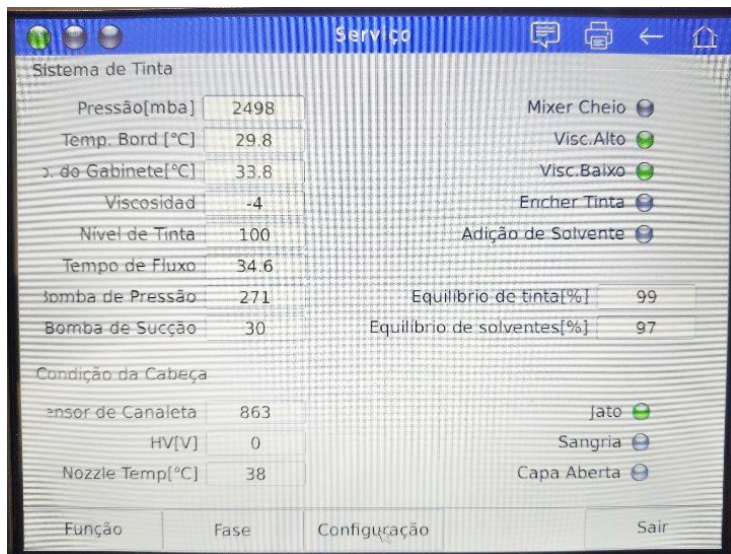 Serviço
Sistema de Tinta
Pressão[mba] 2498 Mixer Cheio
Temp. Bord [°C] 29.8 Visc.Alto
o. do Gabinete[°C] 33.8 Visc.Baixo
Viscosidad -4 Encher Tinta
Nível de Tinta 100 Adição de Solvente
Tempo de Fluxo 34.6
Bomba de Pressão 271 Equilíbrio de tinta[%] 99
Bomba de Sucção 30 Equilíbrio de solventes[%] 97
Condição da Cabeça
ensor de Canaleta 863 Jato
HV[V] 0 Sangria
Nozzle Temp[°C] 38 Capa Aberta
Função Fase Configuração Sair